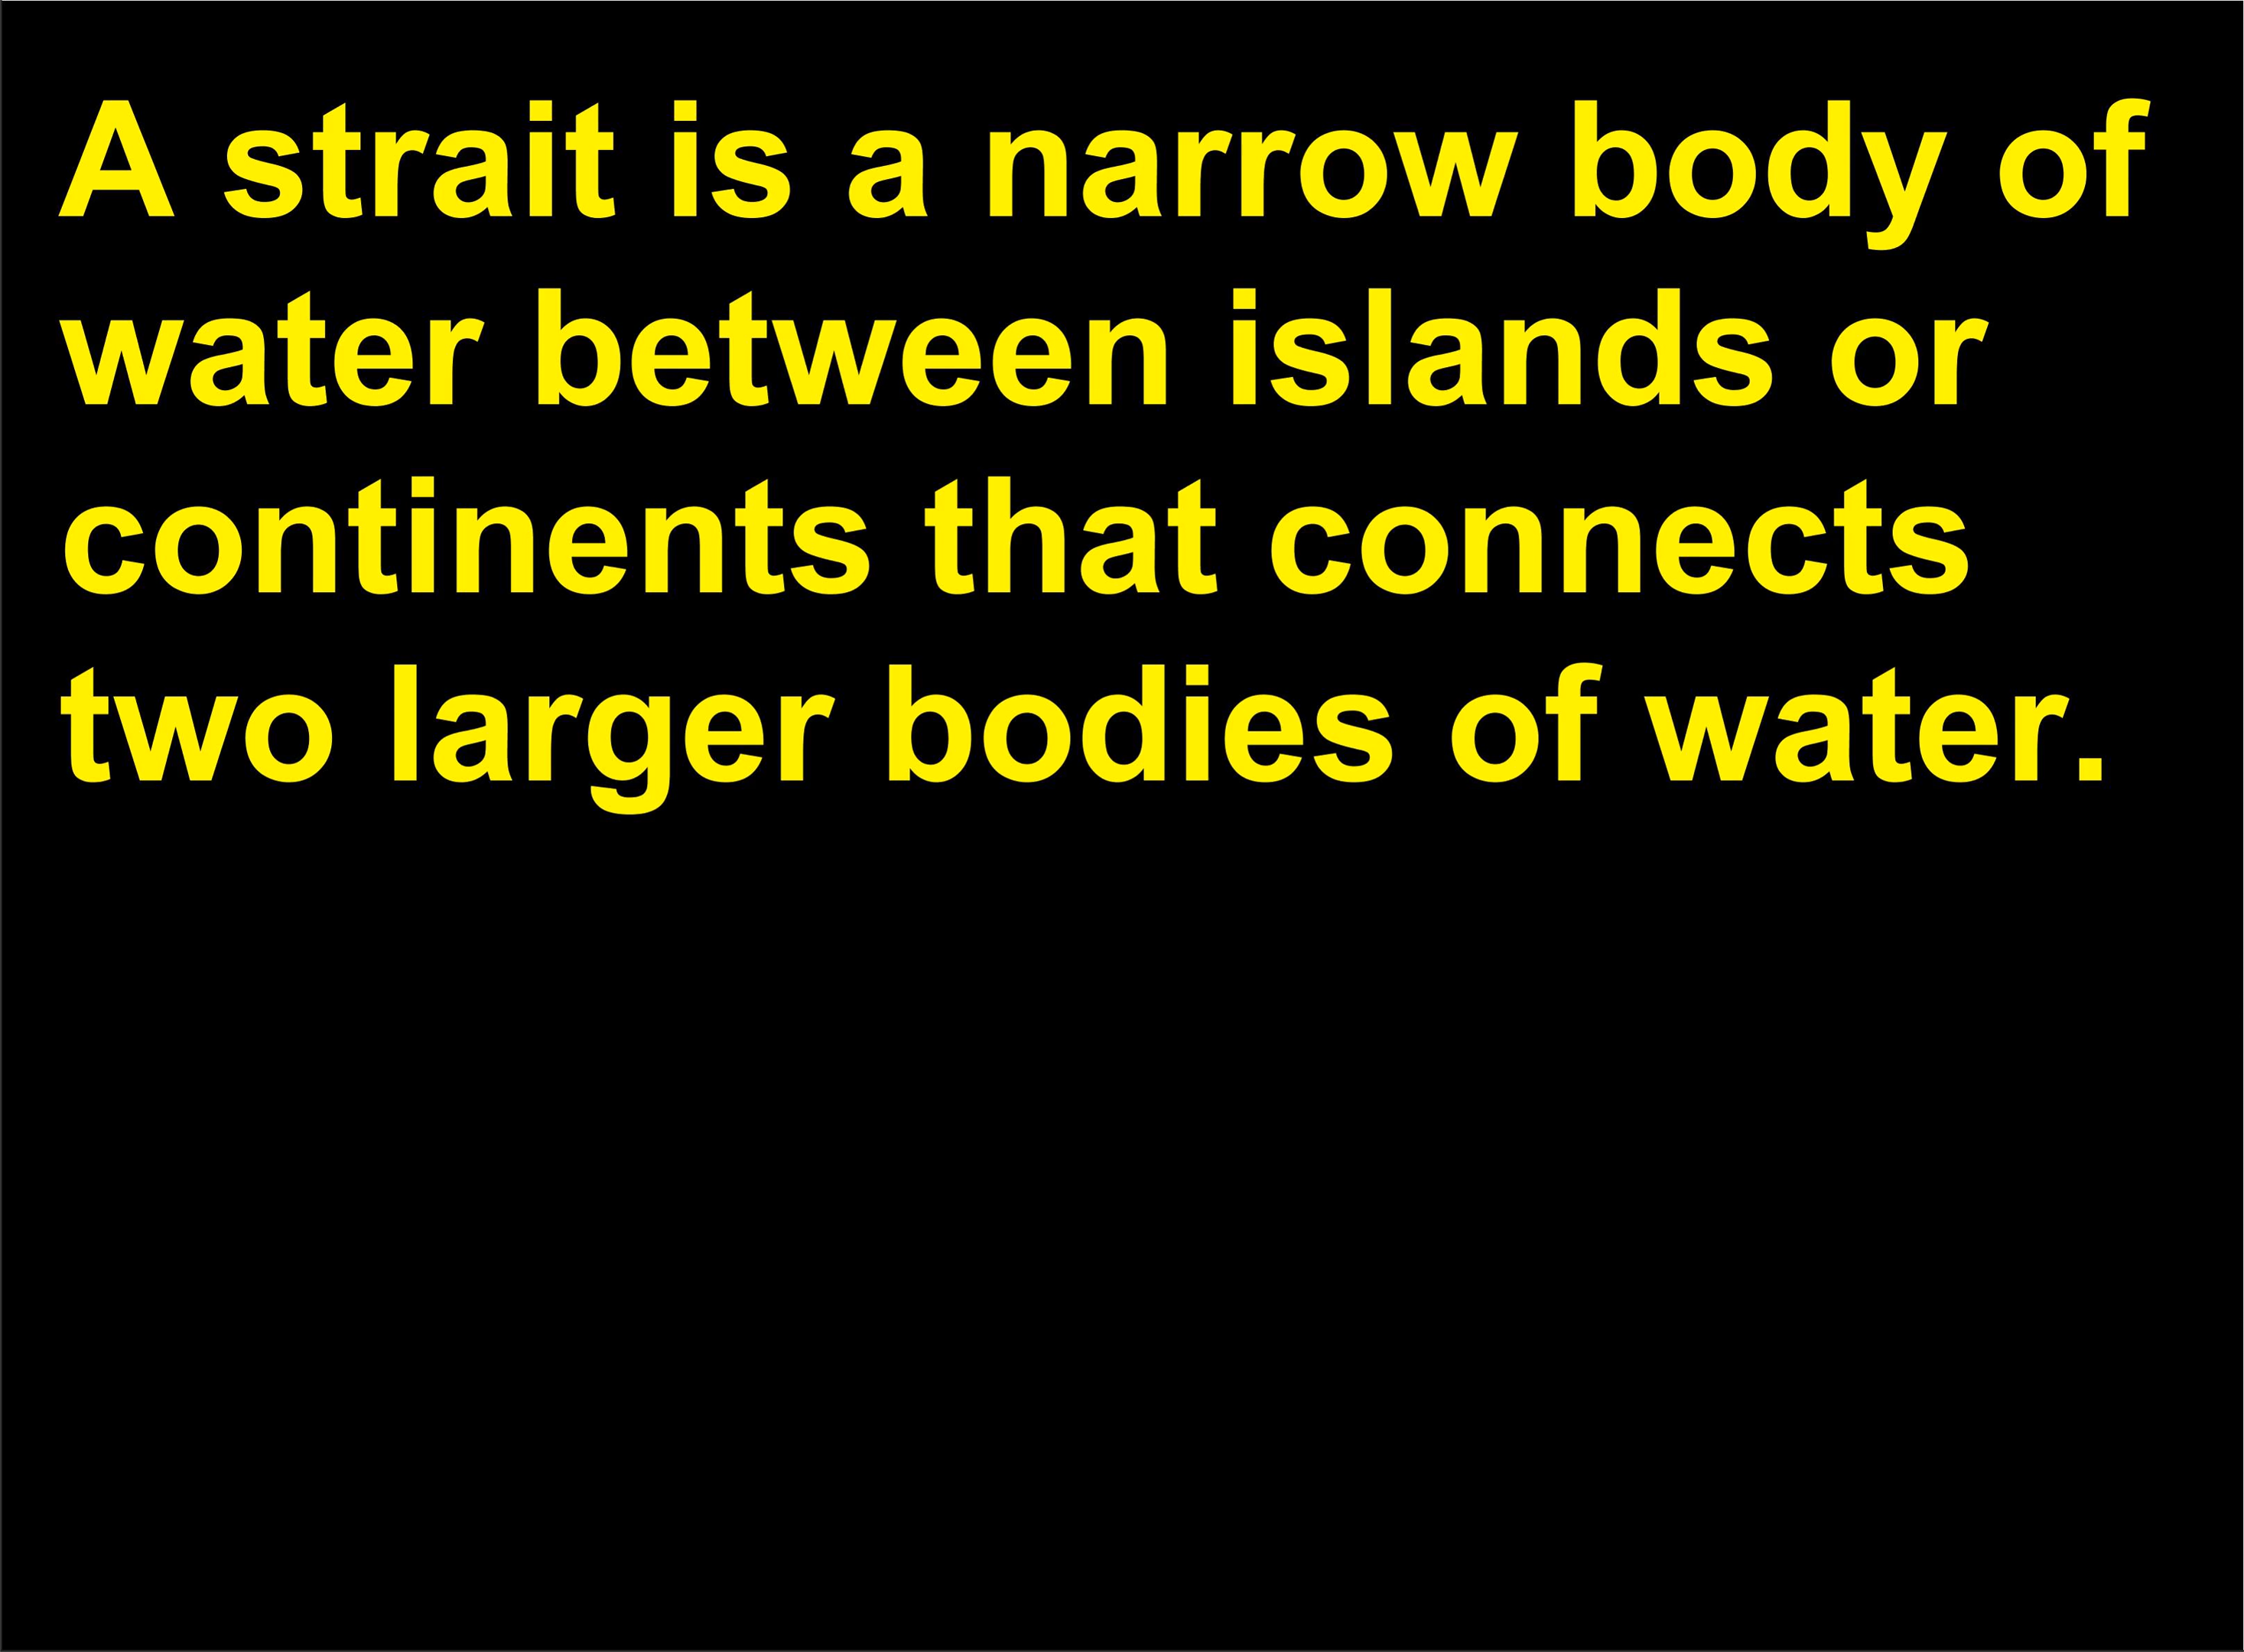 A strait is a narrow body of
water between islands or
continents that connects
two larger bodies of water.